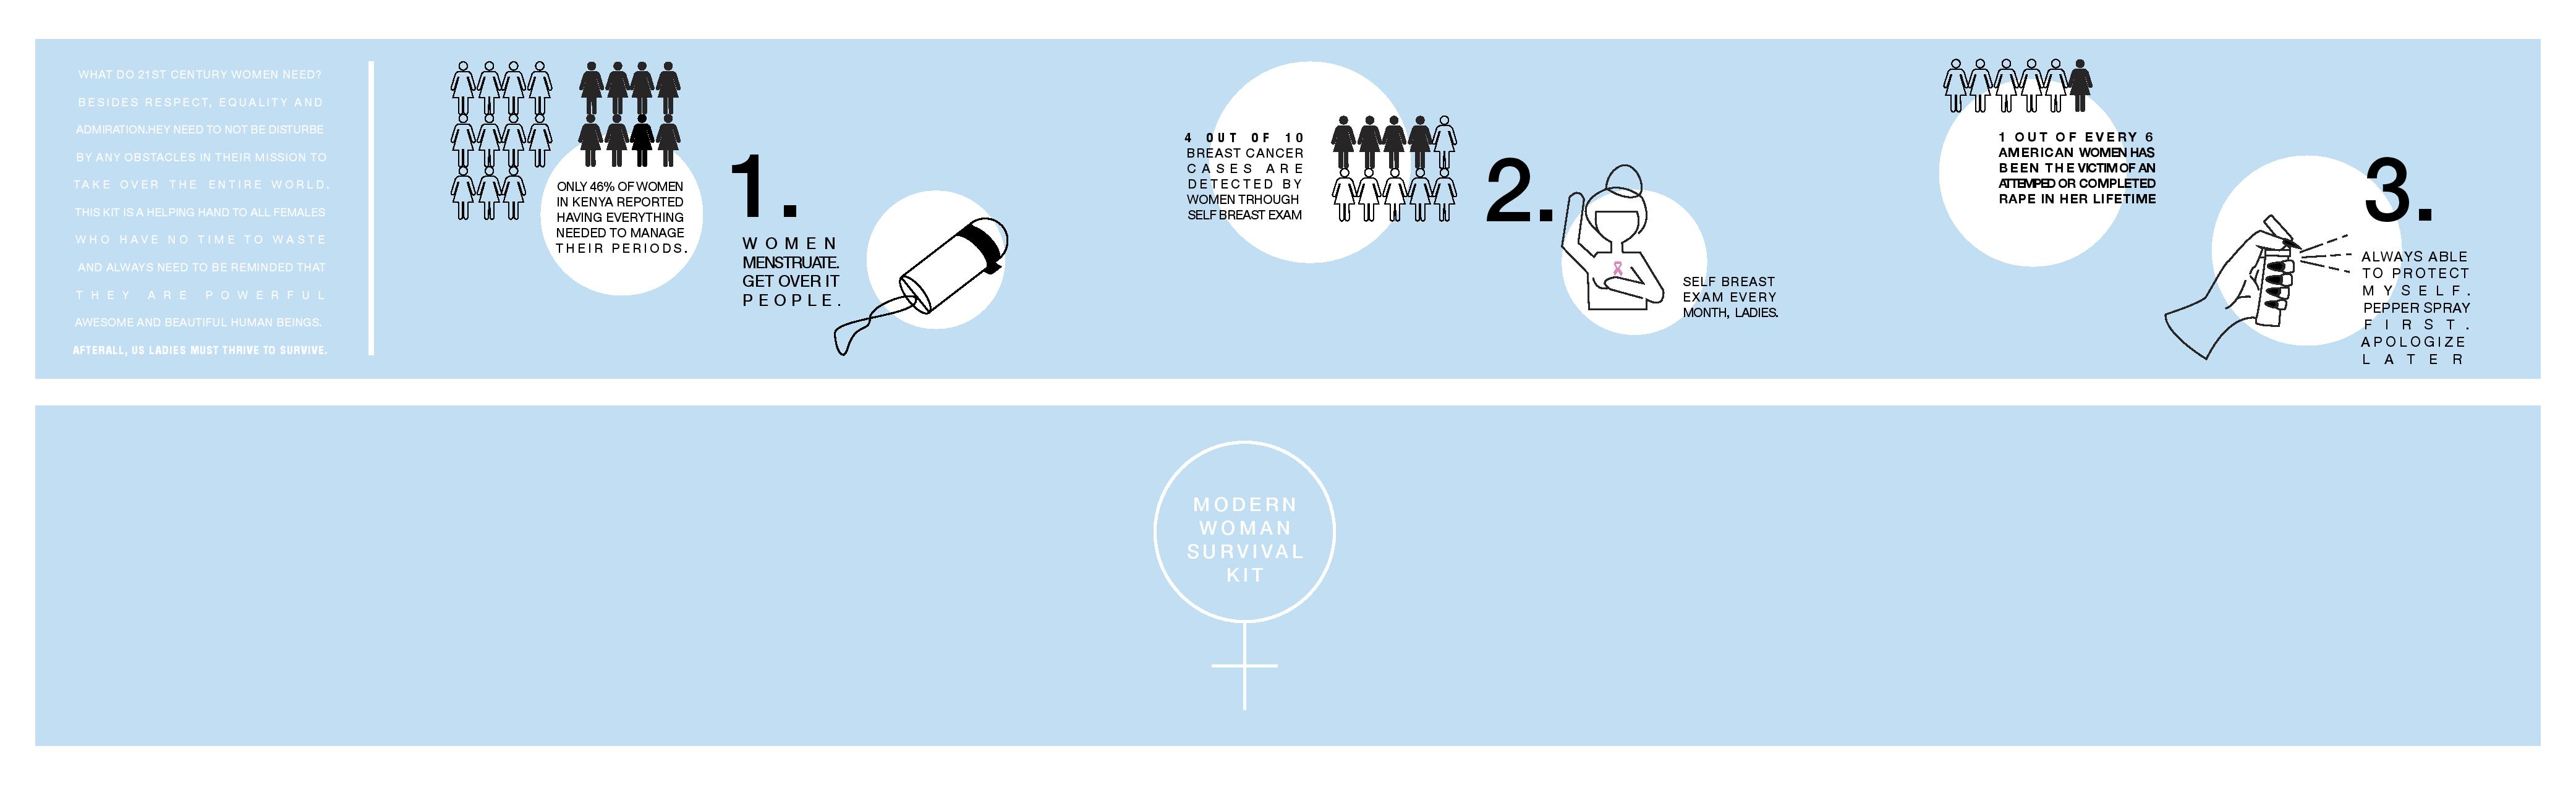 WHAT DO 21ST CENTURY WOMEN NEED?
BESIDES RESPECT, EQUALITY AND
ADMIRATION.HEY NEED TO NOT BE DISTURBE
BY ANY OBSTACLES IN THEIR MISSION TO
TAKE OVER THE ENTIRE WORLD.
THIS KIT IS A HELPING HAND TO ALL FEMALES
WHO HAVE NO TIME TO WASTE
AND ALWAYS NEED TO BE REMINDED THAT
THEY ARE POWERFUL
AWESOME AND BEAUTIFUL HUMAN BEINGS.
AFTERALL, US LADIES MUST THRIVE TO SURVIVE.
ONLY 46% OF WOMEN
IN KENYA REPORTED
HAVING EVERYTHING
NEEDED TO MANAGE
THEIR PERIODS.
1.
WOMEN
MENSTRUATE.
GET OVER IT
PEOPLE.
4 OUT OF 10
BREAST CANCER
CASES ARE
DETECTED BY
WOMEN TRHOUGH
SELF BREAST EXAM
2.
SELF BREAST
EXAM EVERY
MONTH, LADIES.
1 OUT OF EVERY 6
AMERICAN WOMEN HAS
BEEN THE VICTIM OF AN
ATTEMPED OR COMPLETED
RAPE IN HER LIFETIME
3.
ALWAYS ABLE
TO PROTECT
MYSELF.
PEPPER SPRAY
FIRST.
APOLOGIZE
LATER
MODERN
WOMAN
SURVIVAL
KIT